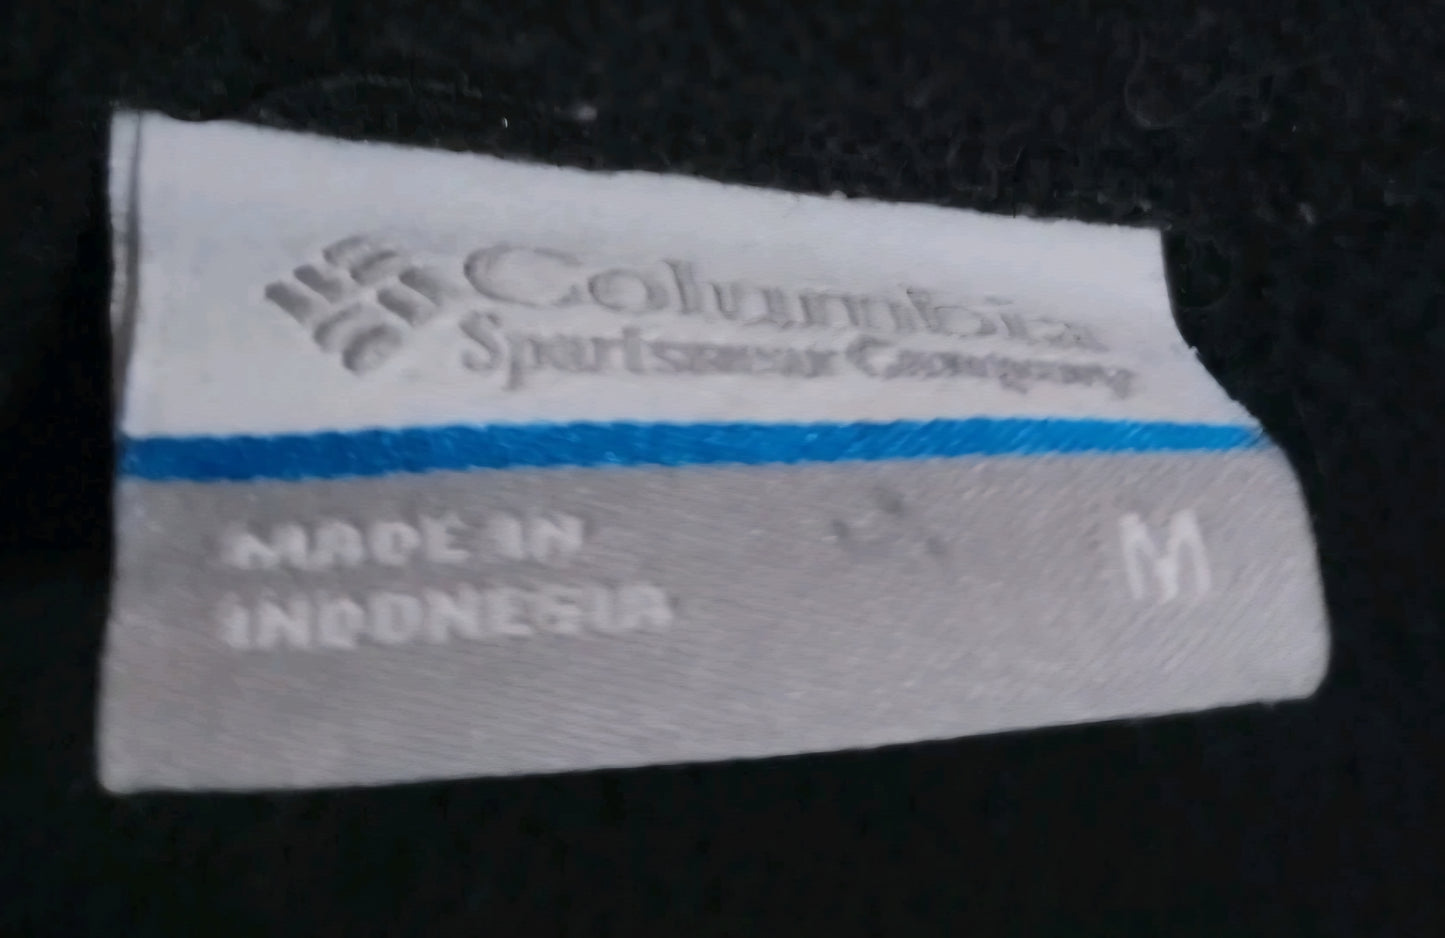 Columbia
Sportswear Company
MADE IN
INDONESIA
M